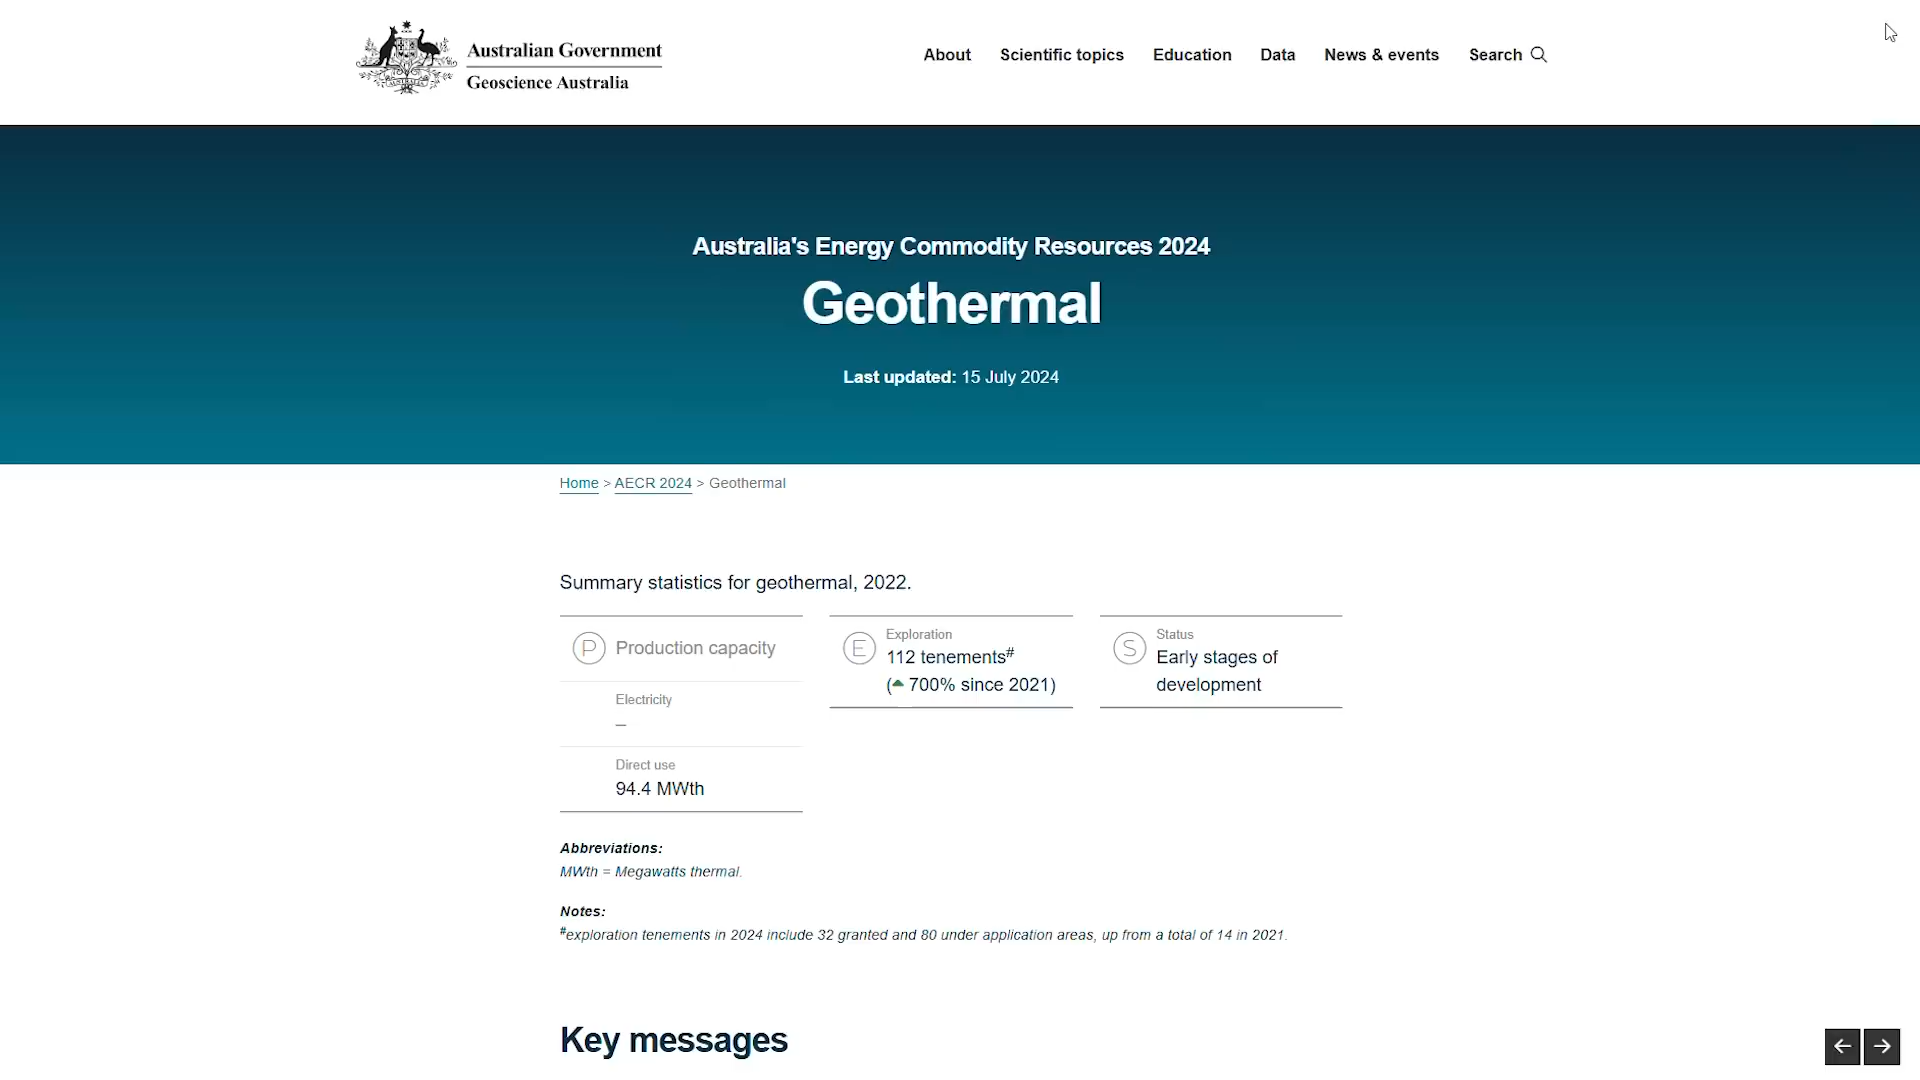 Australian Government
Geoscience Australia
About Scientific topics Education Data News & events Search
Australia's Energy Commodity Resources 2024
Geothermal
Last updated: 15 July 2024
Home > AECR 2024 > Geothermal
Summary statistics for geothermal, 2022.
P Production capacity
Electricity
–
Direct use
94.4 MWth
E Exploration
112 tenements#
(▲ 700% since 2021)
S Status
Early stages of
development
Abbreviations:
MWth = Megawatts thermal.
Notes:
#exploration tenements in 2024 include 32 granted and 80 under application areas, up from a total of 14 in 2021.
Key messages